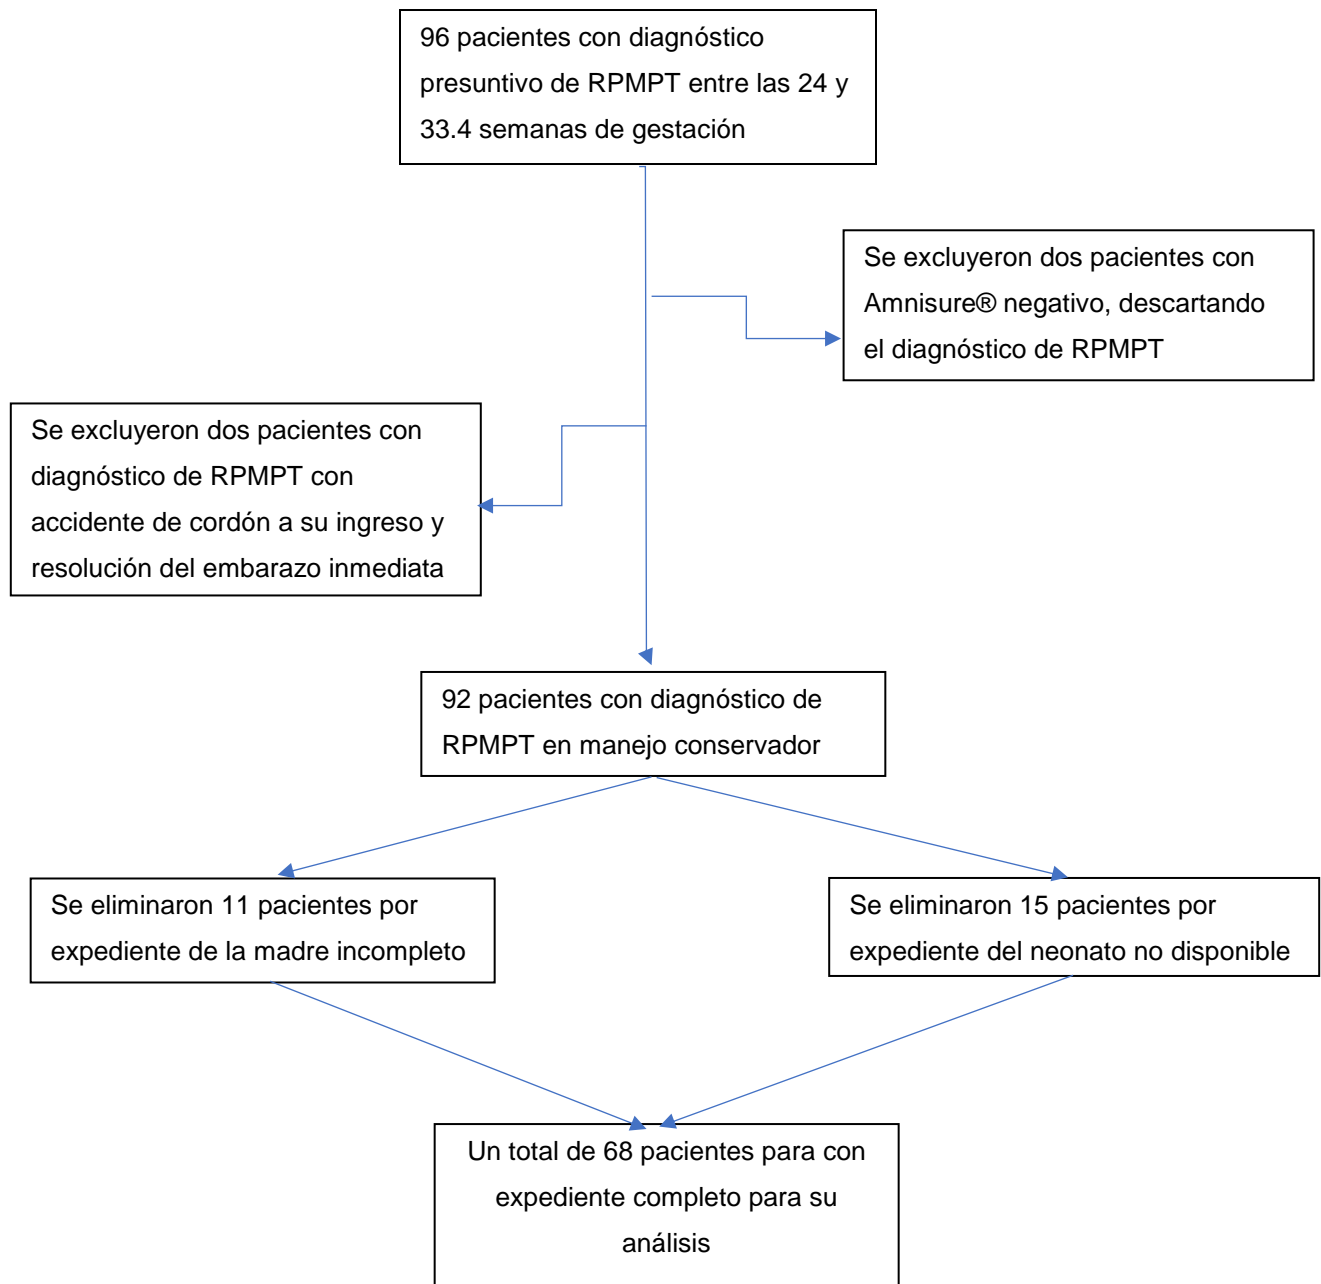 96 pacientes con diagnóstico
presuntivo de RPMPT entre las 24 y
33.4 semanas de gestación
Se excluyeron dos pacientes con
Amnisure® negativo, descartando
el diagnóstico de RPMPT
Se excluyeron dos pacientes con
diagnóstico de RPMPT con
accidente de cordón a su ingreso y
resolución del embarazo inmediata
92 pacientes con diagnóstico de
RPMPT en manejo conservador
Se eliminaron 11 pacientes por
expediente de la madre incompleto
Se eliminaron 15 pacientes por
expediente del neonato no disponible
Un total de 68 pacientes para con
expediente completo para su
análisis